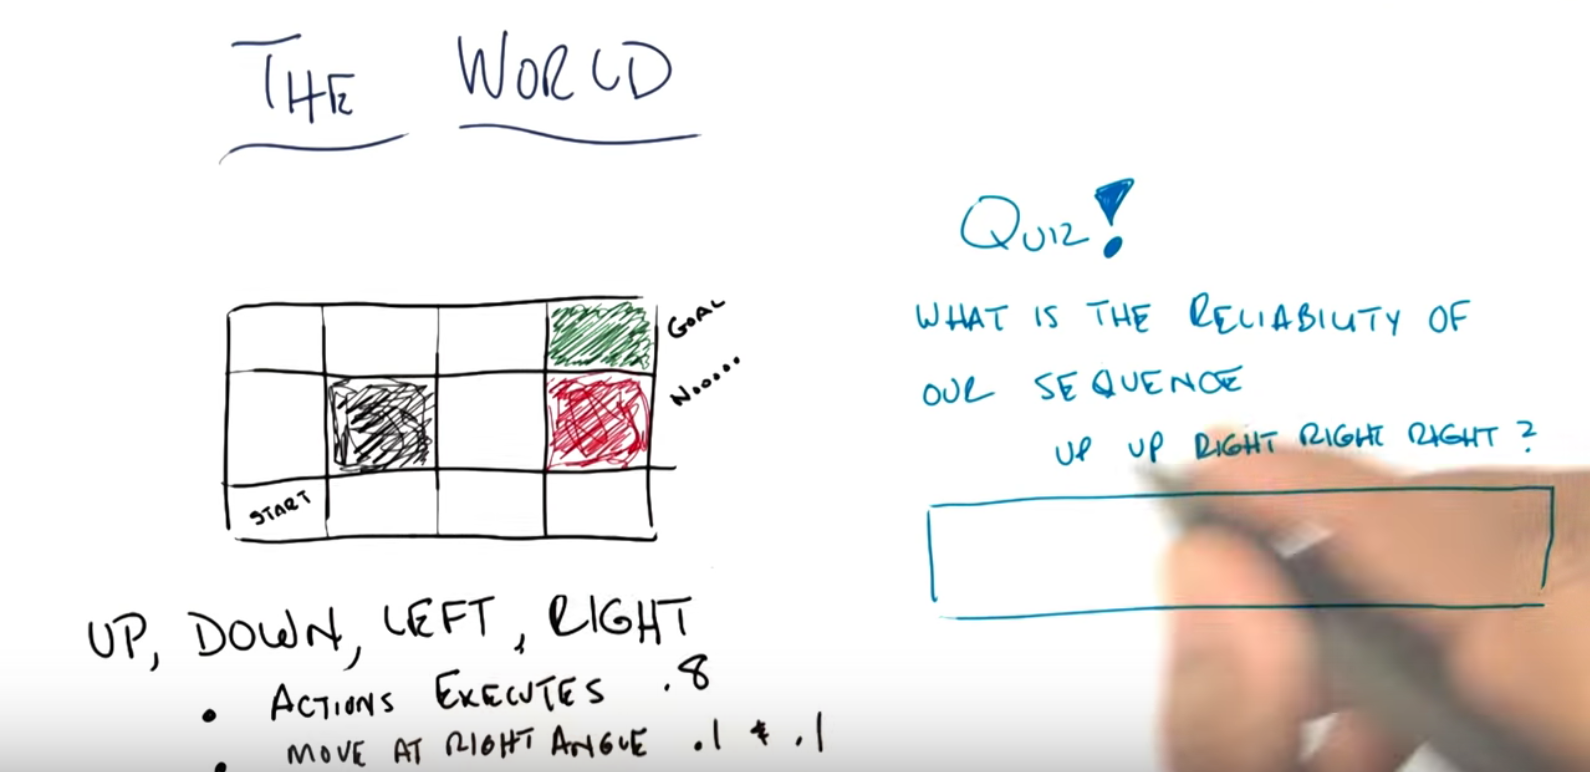 THE WORLD
GOAL
Noooo..
START
UP, DOWN, LEFT, RIGHT
• ACTIONS EXECUTES .8
• MOVE AT RIGHT ANGLE .1 & .1
QUIZ!
WHAT IS THE RELIABILITY OF
OUR SEQUENCE
UP UP RIGHT RIGHT RIGHT?